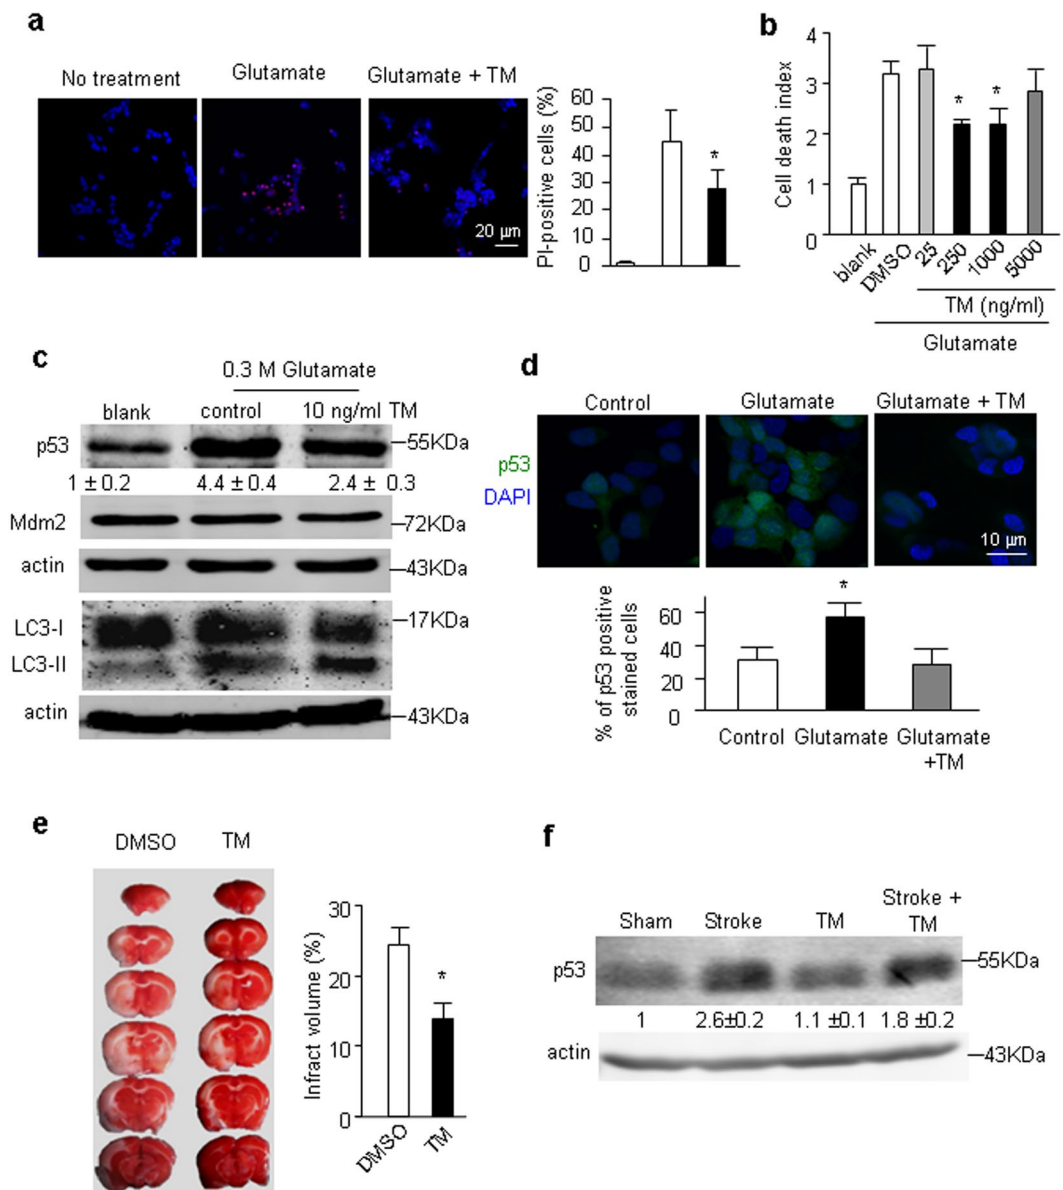 a
No treatment
Glutamate
Glutamate + TM
20 µm
PI-positive cells (%)
60
50
40
30
20
10
0
*
b
Cell death index
4
3
2
1
0
* *
blank
DMSO
25
250
1000
5000
TM (ng/ml)
Glutamate
c
0.3 M Glutamate
blank control 10 ng/ml TM
p53 55KDa
1 ± 0.2 4.4 ± 0.4 2.4 ± 0.3
Mdm2 72KDa
actin 43KDa
LC3-I 17KDa
LC3-II
actin 43KDa
d
Control Glutamate Glutamate + TM
p53
DAPI
10 µm
% of p53 positive
stained cells
60
40
20
0
*
Control Glutamate Glutamate
+TM
e
DMSO TM
Infract volume (%)
30
20
10
0
*
DMSO
TM
f
Sham Stroke TM Stroke +
TM
p53 55KDa
1 2.6±0.2 1.1 ±0.1 1.8 ±0.2
actin 43KDa